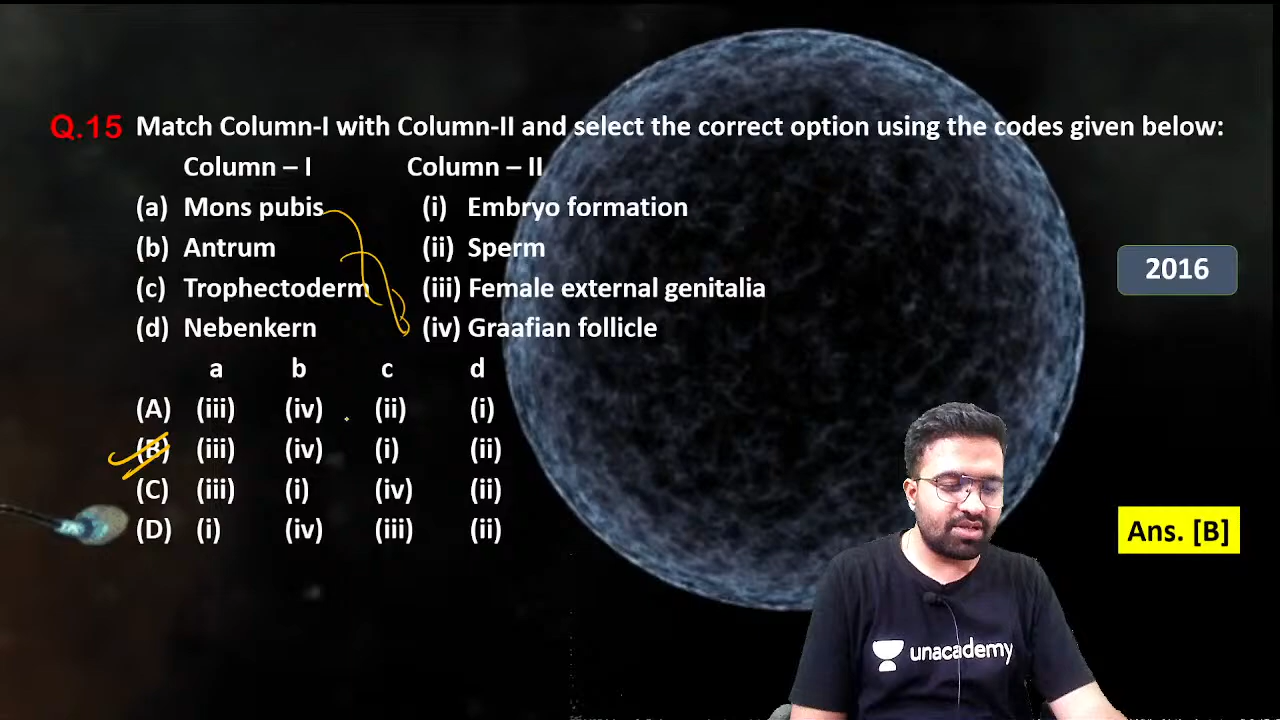 Q.15 Match Column-I with Column-II and select the correct option using the codes given below:
Column – I Column – II
(a) Mons pubis (i) Embryo formation
(b) Antrum (ii) Sperm
(c) Trophectoderm (iii) Female external genitalia
(d) Nebenkern (iv) Graafian follicle
a b c d
(A) (iii) (iv) (ii) (i)
(B) (iii) (iv) (i) (ii)
(C) (iii) (i) (iv) (ii)
(D) (i) (iv) (iii) (ii)
2016
Ans. [B]
unacademy